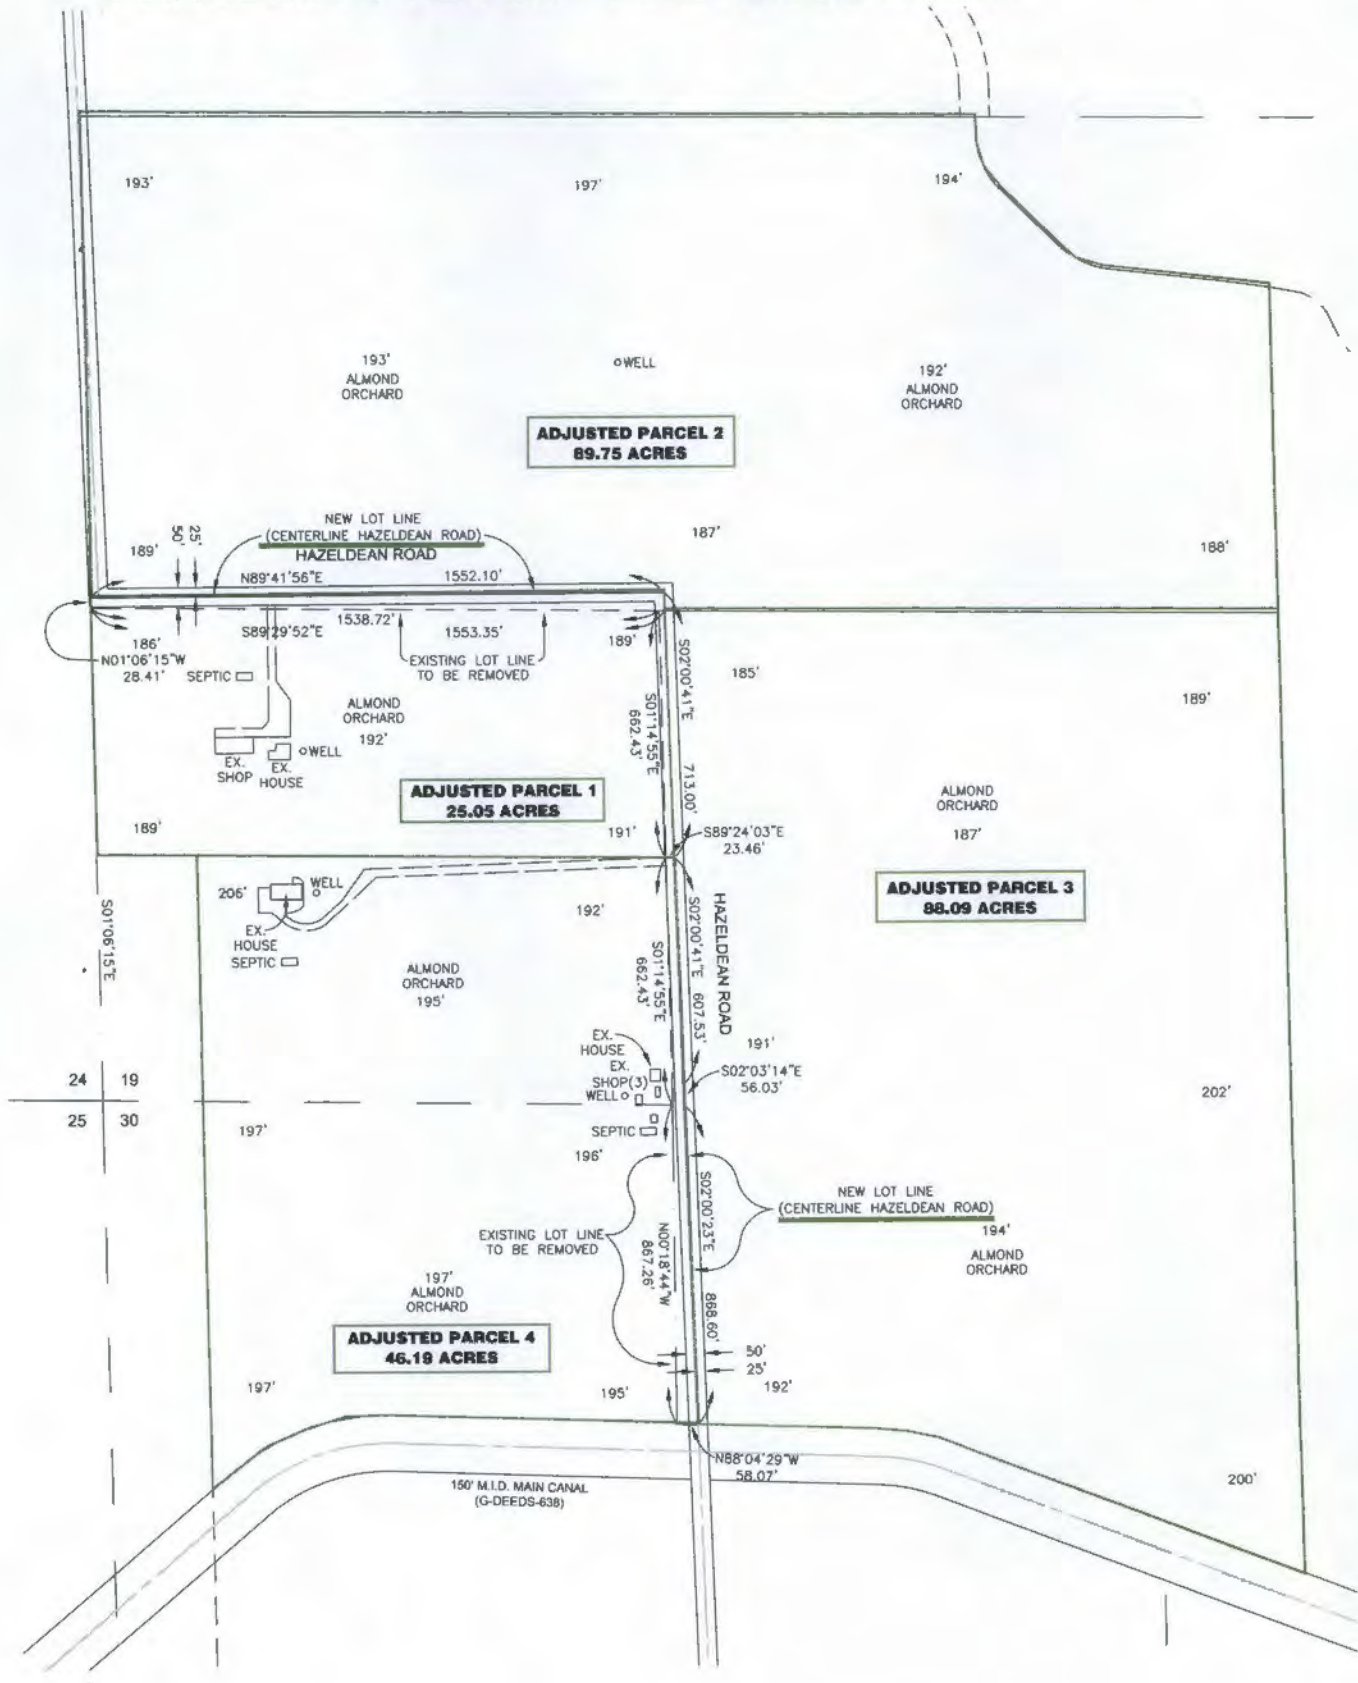 193'
197'
194'
193'
ALMOND
ORCHARD
WELL
192'
ALMOND
ORCHARD
ADJUSTED PARCEL 2
89.75 ACRES
NEW LOT LINE
(CENTERLINE HAZELDEAN ROAD)
HAZELDEAN ROAD
50'
25'
189'
187'
188'
N89°41'56"E
1552.10'
1538.72'
S89°29'52"E
1553.35'
186'
189'
N01°06'15"W
28.41'
EXISTING LOT LINE
TO BE REMOVED
SEPTIC
185'
189'
ALMOND
ORCHARD
192'
WELL
EX.
SHOP
EX.
HOUSE
S01°14'55"E
662.43'
S02°00'41"E 713.00'
ADJUSTED PARCEL 1
25.05 ACRES
ALMOND
ORCHARD
187'
189'
191'
S89°24'03"E
23.46'
ADJUSTED PARCEL 3
88.09 ACRES
206'
WELL
EX.
HOUSE
SEPTIC
192'
S01°06'15"E
ALMOND
ORCHARD
195'
S01°14'55"E
662.43'
S02°00'41"E 607.53'
HAZELDEAN ROAD
EX.
HOUSE
EX.
SHOP(3)
WELL
SEPTIC
191'
S02°03'14"E
56.03'
24 19
25 30
202'
197'
196'
S02°00'23"E 868.60'
NEW LOT LINE
(CENTERLINE HAZELDEAN ROAD)
194'
ALMOND
ORCHARD
EXISTING LOT LINE
TO BE REMOVED
N00°18'44"W
867.26'
197'
ALMOND
ORCHARD
ADJUSTED PARCEL 4
46.19 ACRES
50'
25'
197'
195'
192'
N88°04'29"W
58.07'
150' M.I.D. MAIN CANAL
(G-DEEDS-638)
200'